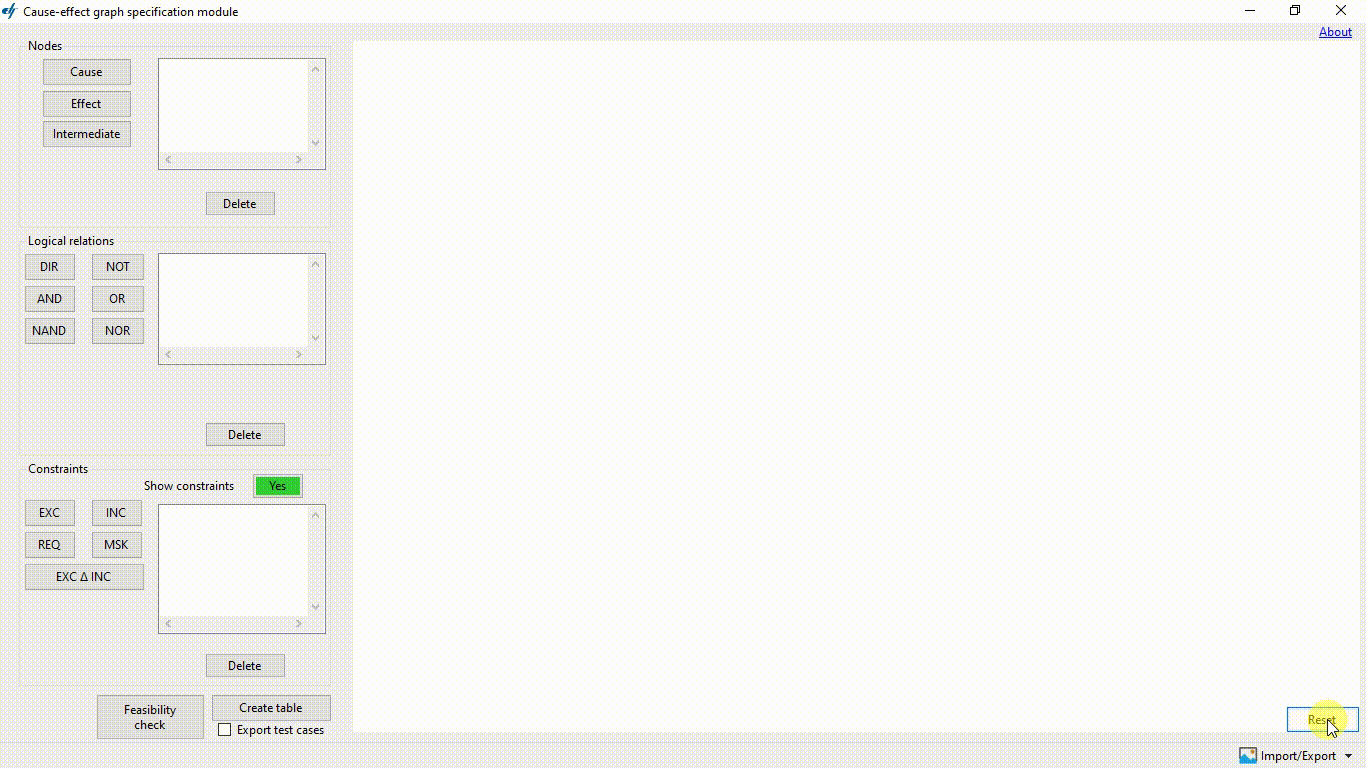 Cause-effect graph specification module
About
Nodes
Cause
Effect
Intermediate
Delete
Logical relations
DIR NOT
AND OR
NAND NOR
Delete
Constraints
Show constraints Yes
EXC INC
REQ MSK
EXC Δ INC
Delete
Feasibility
check
Create table
Export test cases
Reset
Import/Export